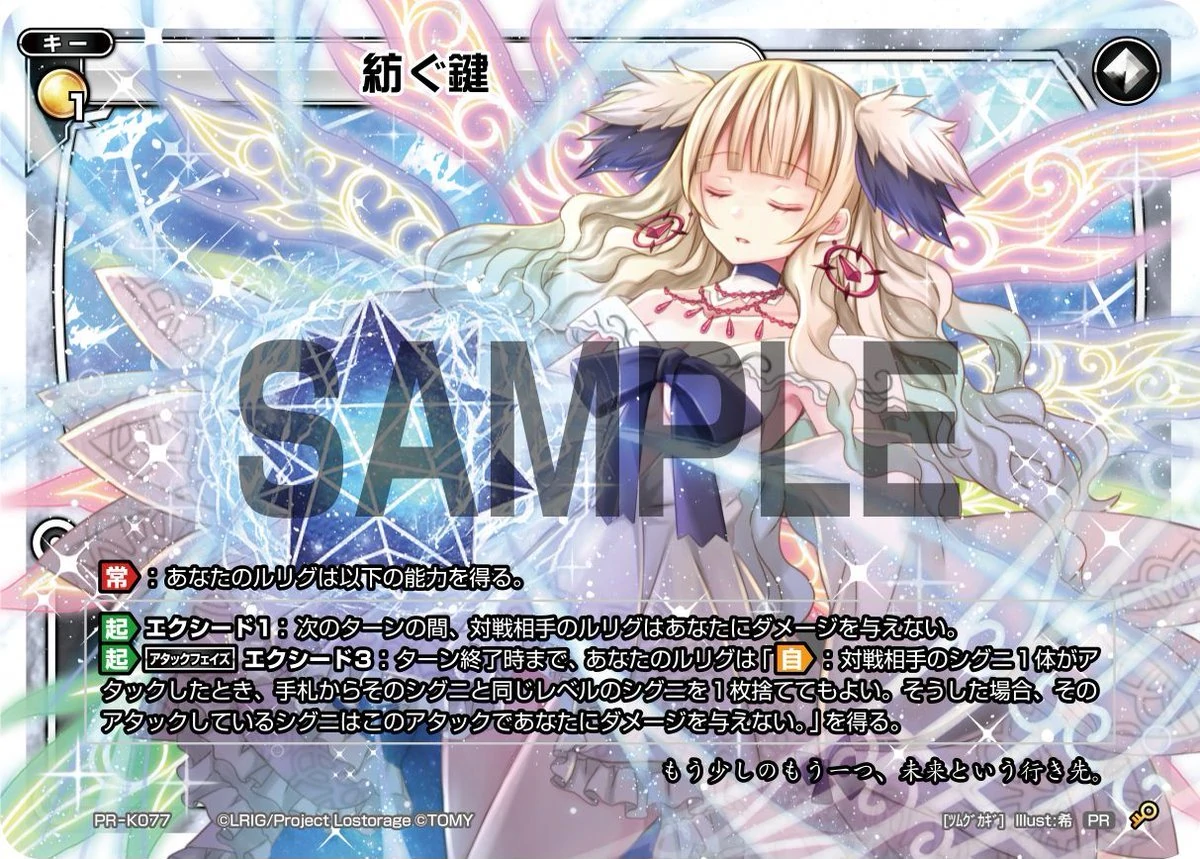 キー
紡ぐ鍵
1
SAMPLE
常：あなたのルリグは以下の能力を得る。
起 エクシード1：次のターンの間、対戦相手のルリグはあなたにダメージを与えない。
起 アタックフェイズ エクシード3：ターン終了時まで、あなたのルリグは「自：対戦相手のシグニ1体がア
タックしたとき、手札からそのシグニと同じレベルのシグニを1枚捨ててもよい。そうした場合、その
アタックしているシグニはこのアタックであなたにダメージを与えない。」を得る。
もう少しのもう一つ、未来という行き先。
PR-K077 ©LRIG/Project Lostorage ©TOMY [ﾂﾑｸﾞｶｷﾞ] Illust:希 PR